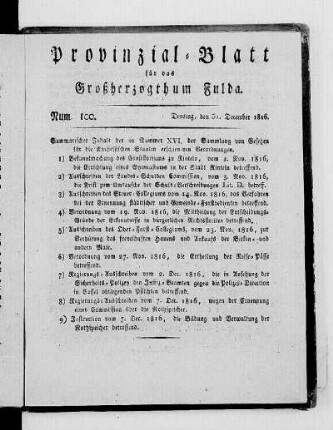 Provinzial-Blatt
für das
Großherzogthum Fulda.
Num. 100. Dienstag, den 31. December 1816.
Summarischer Inhalt der in Nummer XVI. der Sammlung von Gesetzen
für die Kurhessischen Staaten erschienenen Verordnungen.
1) Bekanntmachung des Consistoriums zu Rinteln, vom 2. Nov. 1816,
die Errichtung eines Gymnasiums in der Stadt Rinteln betreffend.
2) Ausschreiben der Landes-Schulden Commission, vom 3. Nov. 1816,
die Frist zum Umtausche der Schuld-Verschreibungen Lit. D. betreff.
3) Ausschreiben des Steuer-Collegiums vom 14. Nov. 1816, das Verfahren
bei der Ernennung städtischer und Gemeinde-Forstbedienten betreffend.
4) Verordnung vom 19. Nov. 1816, die Mittheilung der Entscheidungs-
Gründe der Erkenntnisse in bürgerlichen Rechtssachen betreffend.
5) Ausschreiben des Ober-Forst-Collegiums, vom 23. Nov. 1816, zur
Verhütung des frevelhaften Hauens und Ankaufs der Birken- und
anderer Maie.
6) Verordnung vom 27. Nov. 1816, die Ertheilung der Reise-Pässe
betreffend.
7) Regierungs-Ausschreiben vom 2. Dec. 1816, die in Ansehung der
Sicherheits-Polizey den Justiz-Beamten gegen die Polizey-Direction
in Cassel obliegenden Pflichten betreffend.
8) Regierungs-Ausschreiben vom 7. Dec. 1816, wegen der Ernennung
einer Commission über die Nothspeicher.
9) Instruction vom 7. Dec. 1816, die Bildung und Verwaltung der
Nothspeicher betreffend.